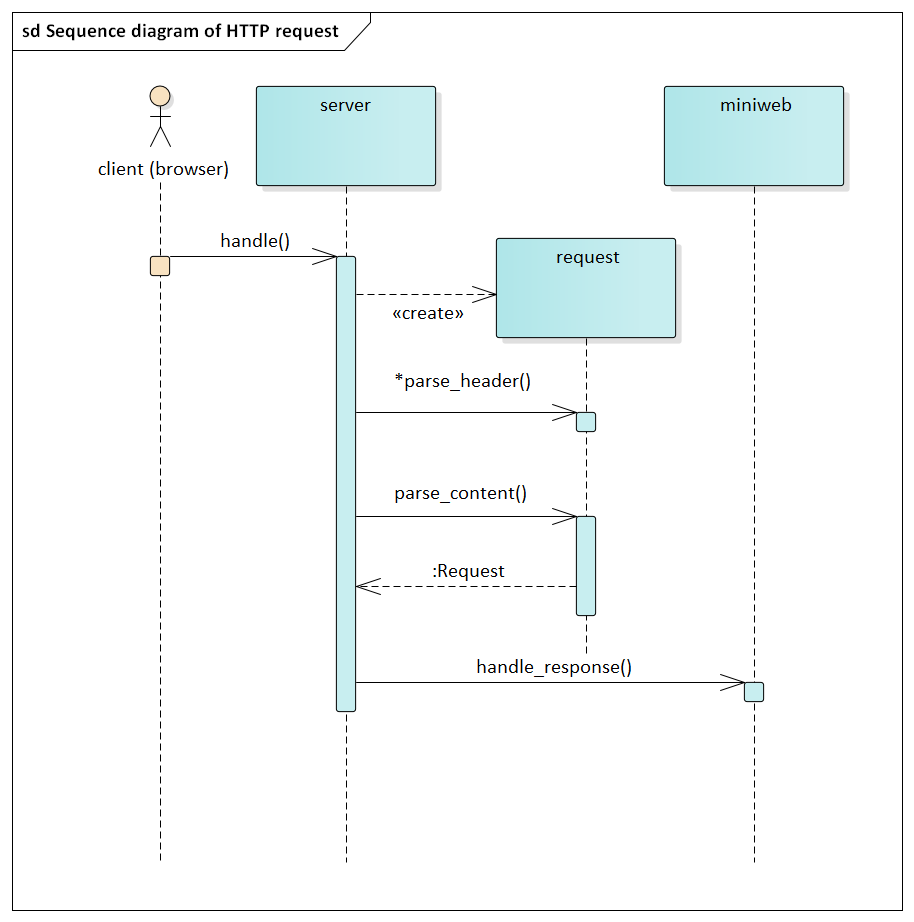 sd Sequence diagram of HTTP request
client (browser)
server
miniweb
handle()
request
«create»
*parse_header()
parse_content()
:Request
handle_response()